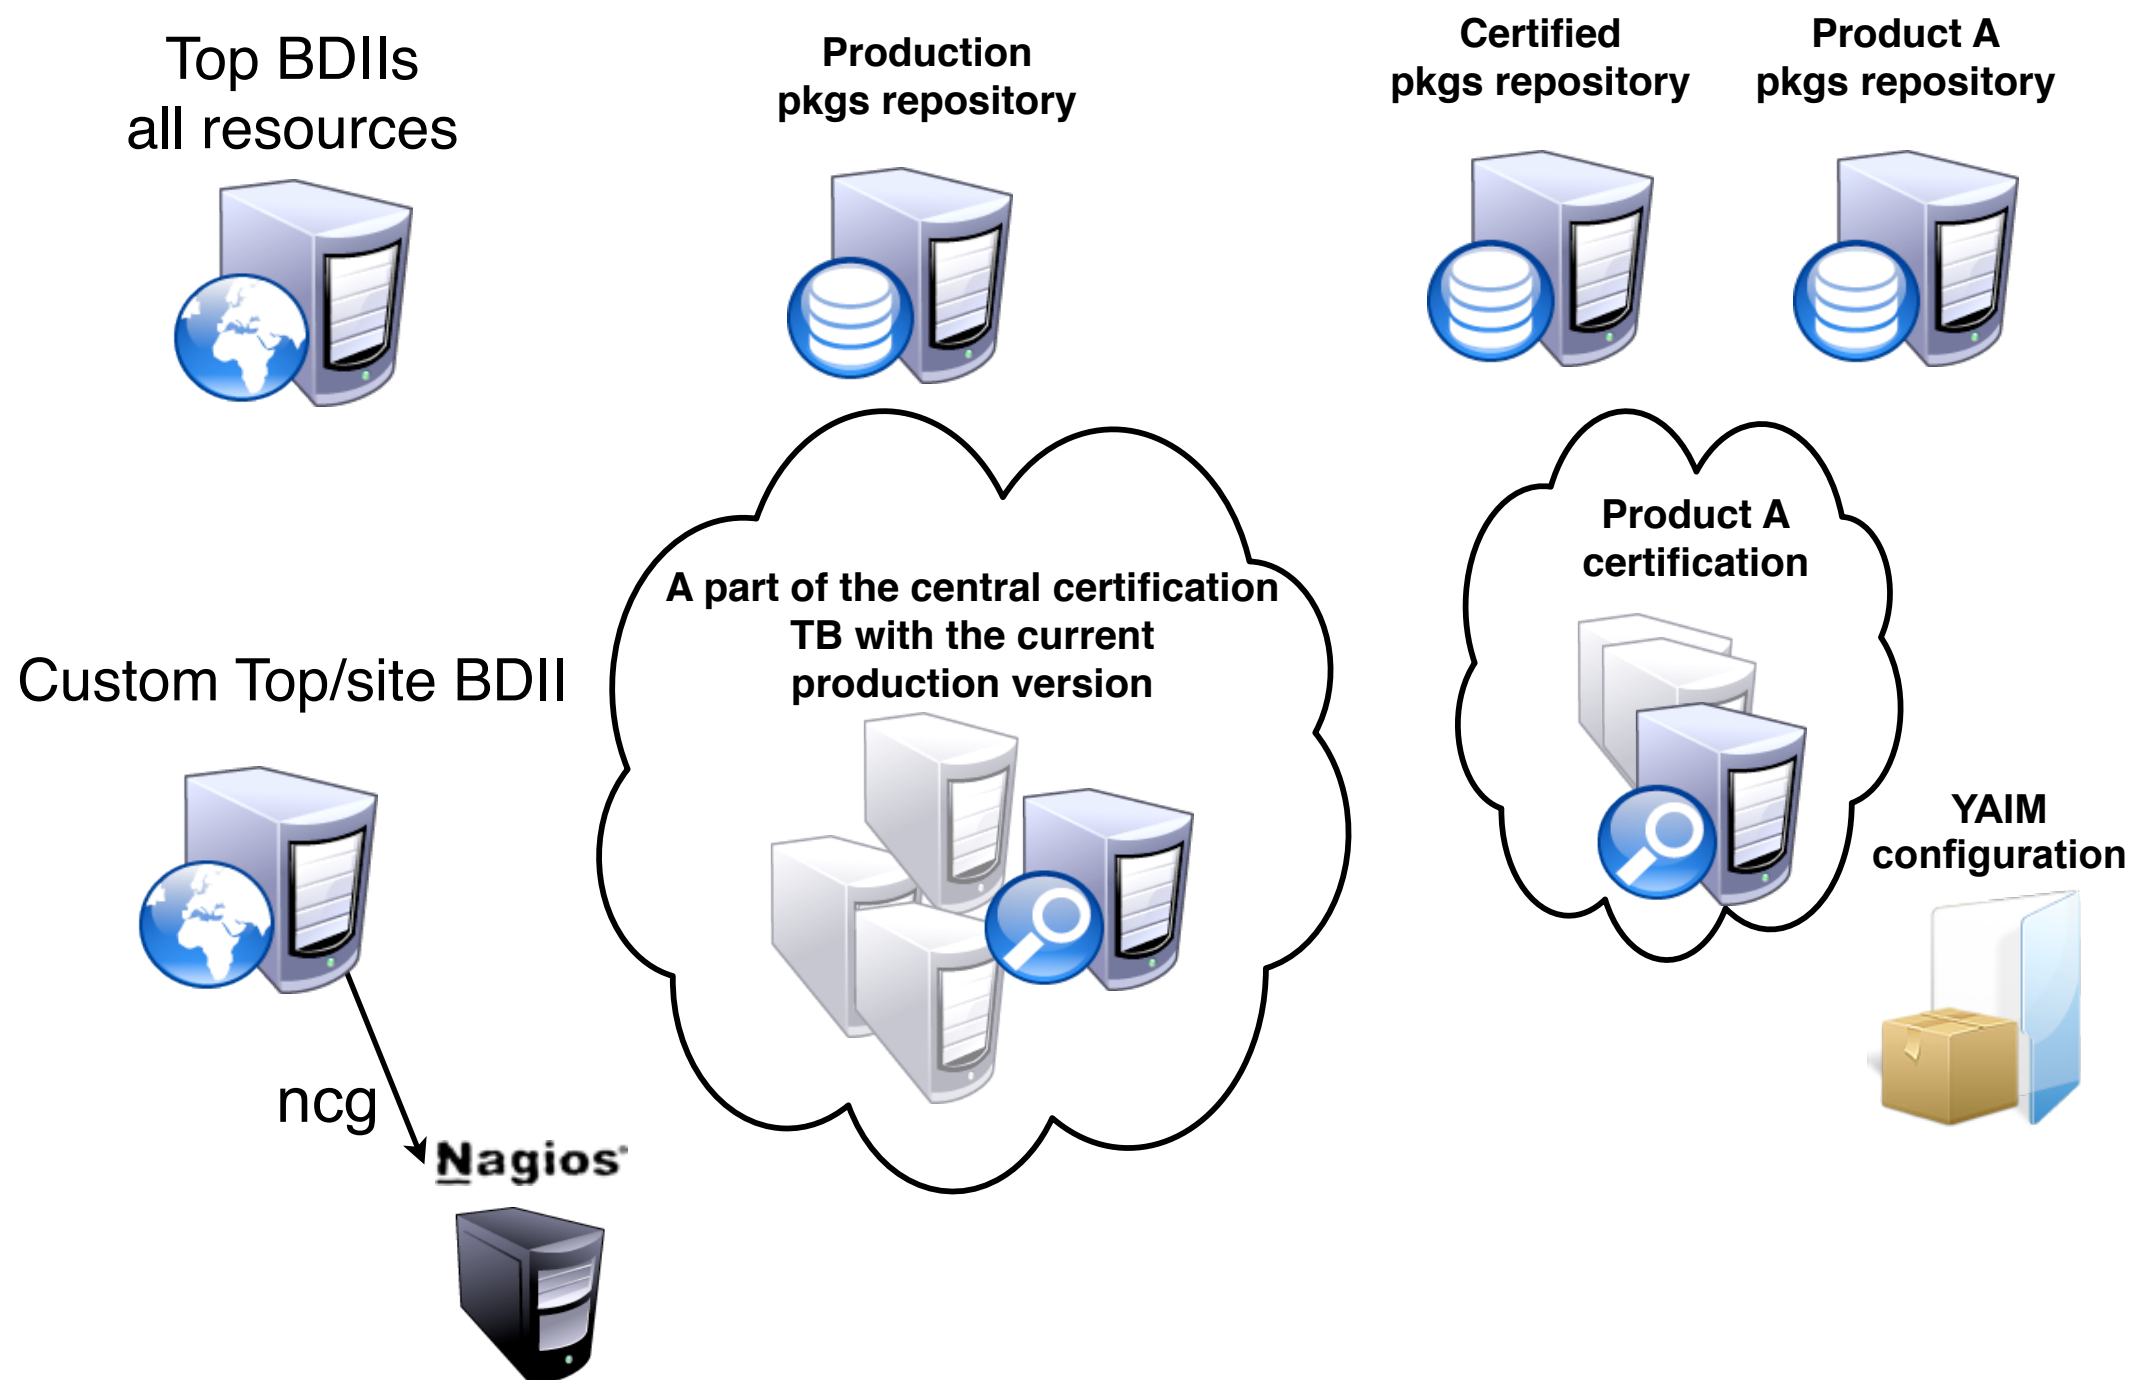 Top BDIIs
all resources
Production
pkgs repository
Certified
pkgs repository
Product A
pkgs repository
A part of the central certification
TB with the current
production version
Product A
certification
Custom Top/site BDII
YAIM
configuration
ncg
Nagios